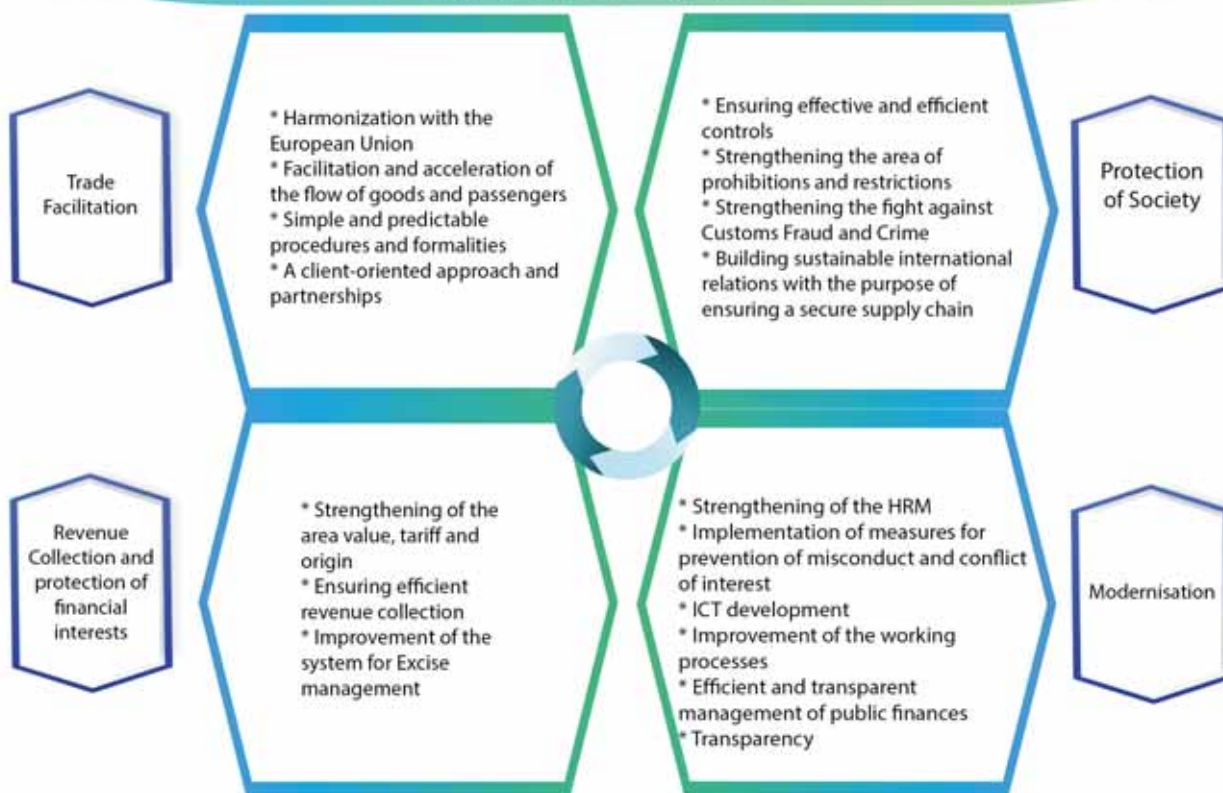 Trade
Facilitation
* Harmonization with the
European Union
* Facilitation and acceleration of
the flow of goods and passengers
* Simple and predictable
procedures and formalities
* A client-oriented approach and
partnerships
* Ensuring effective and efficient
controls
* Strengthening the area of
prohibitions and restrictions
* Strengthening the fight against
Customs Fraud and Crime
* Building sustainable international
relations with the purpose of
ensuring a secure supply chain
Protection
of Society
Revenue
Collection and
protection of
financial
interests
* Strengthening of the
area value, tariff and
origin
* Ensuring efficient
revenue collection
* Improvement of the
system for Excise
management
* Strengthening of the HRM
* Implementation of measures for
prevention of misconduct and conflict
of interest
* ICT development
* Improvement of the working
processes
* Efficient and transparent
management of public finances
* Transparency
Modernisation